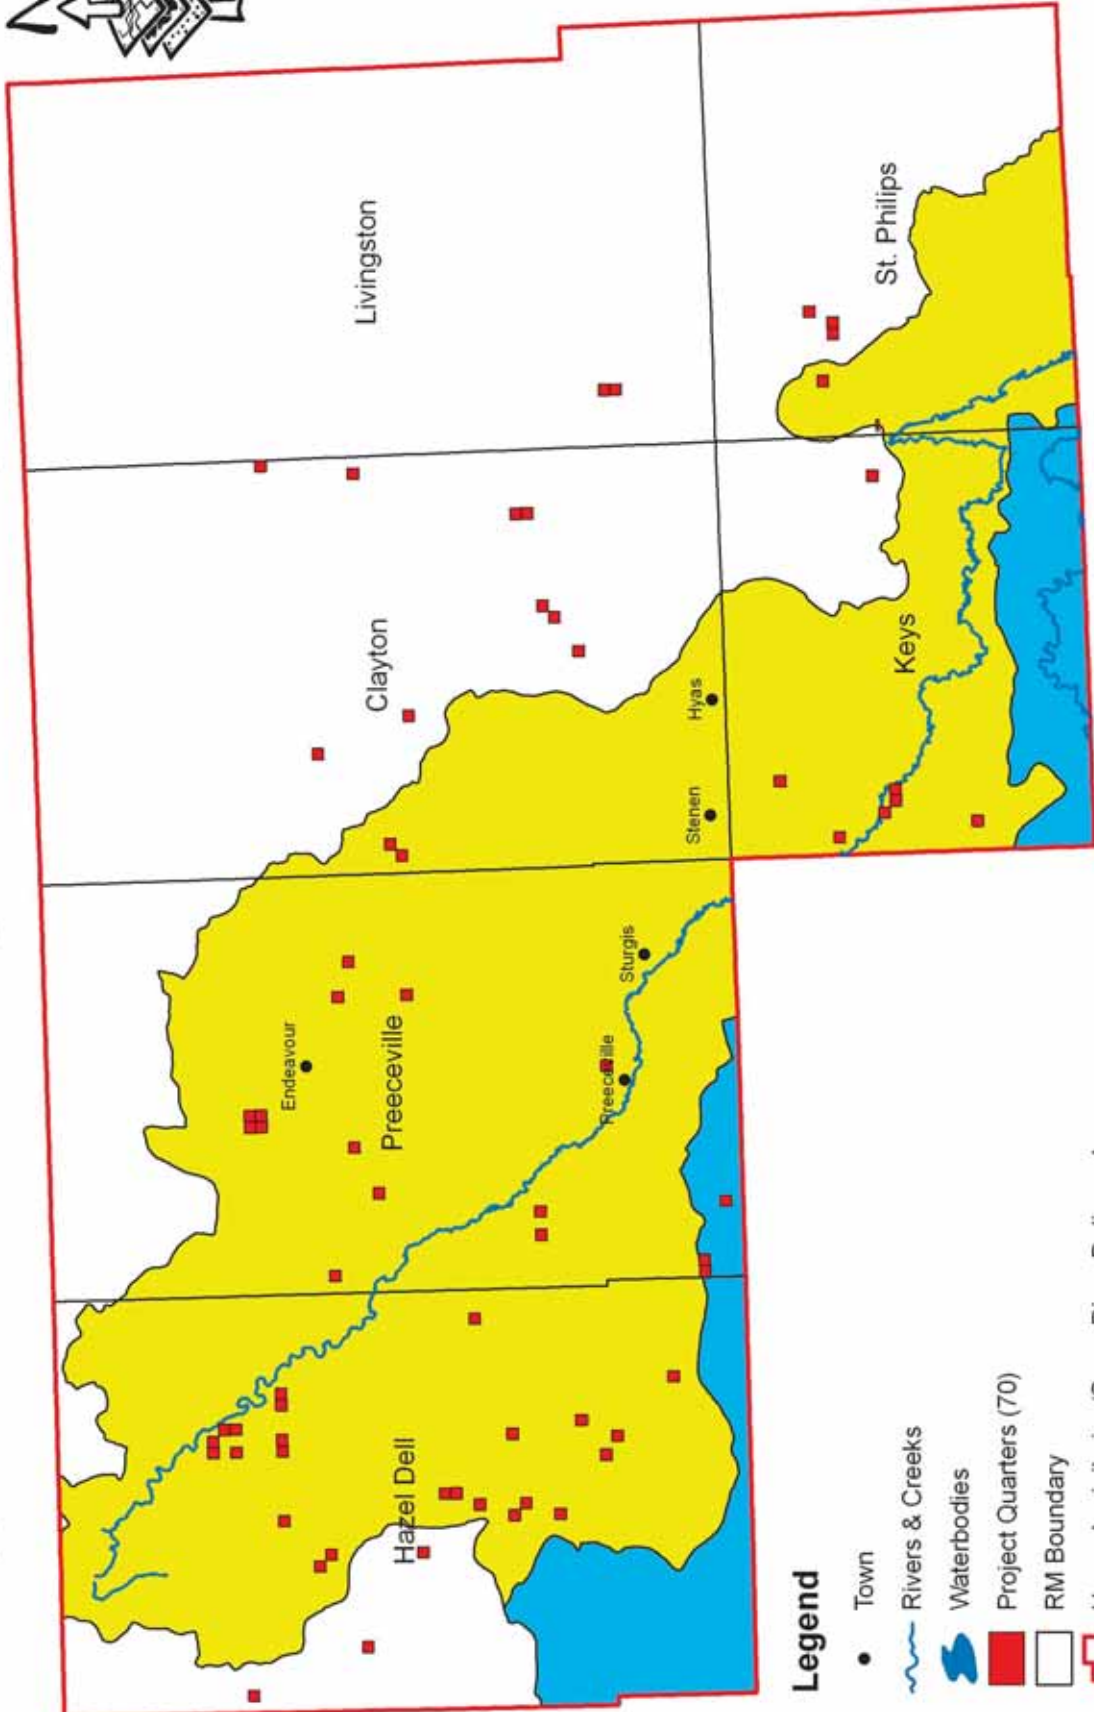 Livingston
St. Philips
Clayton
Keys
Hyas
Stenen
Endeavour
Preeceville
Sturgis
Preeceville
Hazel Dell
Legend
Town
Rivers & Creeks
Waterbodies
Project Quarters (70)
RM Boundary